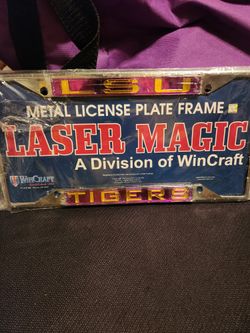 LSU
METAL LICENSE PLATE FRAME
LASER MAGIC
A Division of WinCraft
WINCRAFT
TIGERS